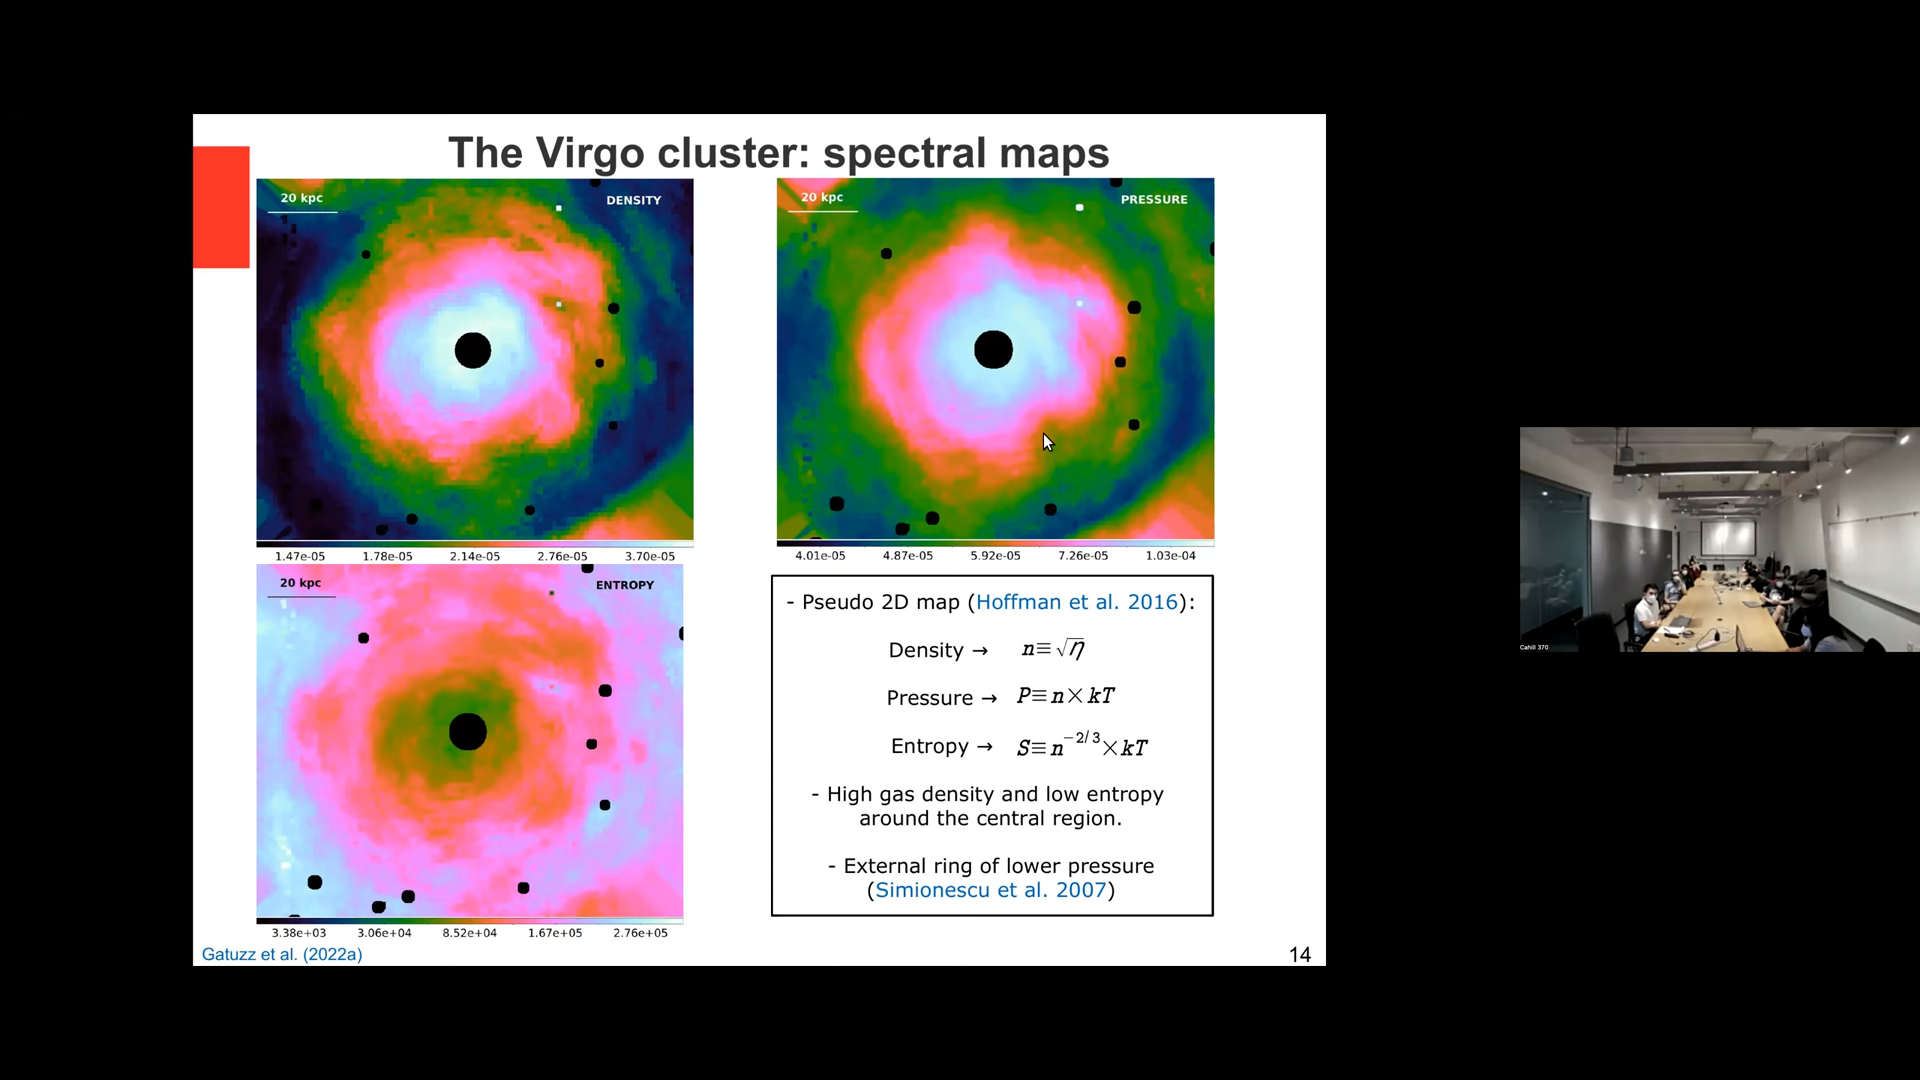 The Virgo cluster: spectral maps
20 kpc
DENSITY
1.47e-05 1.78e-05 2.14e-05 2.76e-05 3.70e-05
20 kpc
PRESSURE
4.01e-05 4.87e-05 5.92e-05 7.26e-05 1.03e-04
20 kpc
ENTROPY
3.38e+03 3.06e+04 8.52e+04 1.67e+05 2.76e+05
- Pseudo 2D map (Hoffman et al. 2016):
Density → n≡√η
Pressure → P≡n×kT
Entropy → S≡n^-2/3×kT
- High gas density and low entropy
around the central region.
- External ring of lower pressure
(Simionescu et al. 2007)
Gatuzz et al. (2022a)
14
Cahill 370